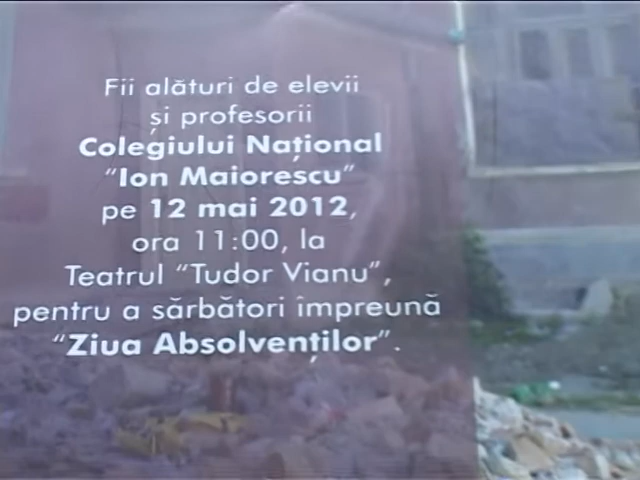 Fii alături de elevii
și profesorii
Colegiului Național
“Ion Maiorescu”
pe 12 mai 2012,
ora 11:00, la
Teatrul “Tudor Vianu”,
pentru a sărbători împreună
“Ziua Absolvenților”.